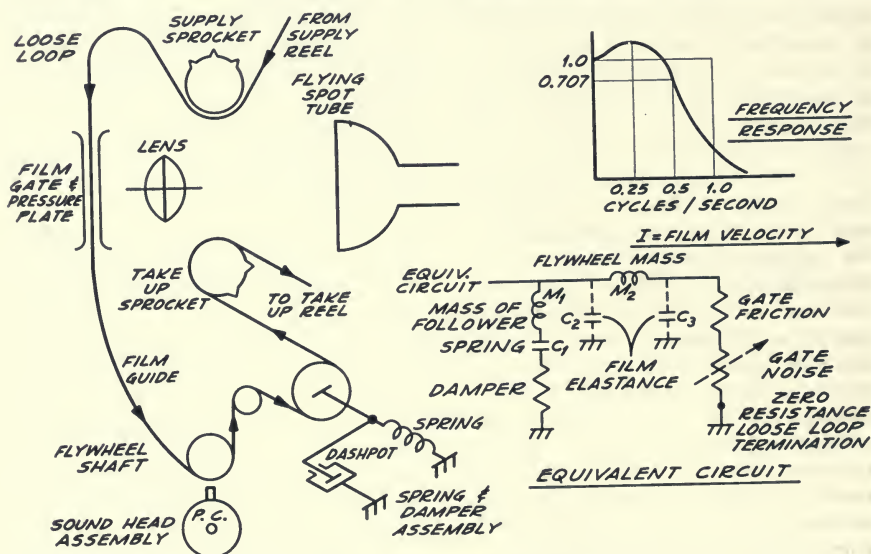 SUPPLY
SPROCKET
FROM
SUPPLY
REEL
LOOSE
LOOP
FLYING
SPOT
TUBE
LENS
FILM
GATE &
PRESSURE
PLATE
TAKE
UP
SPROCKET
TO TAKE
UP REEL
FILM
GUIDE
FLYWHEEL
SHAFT
SPRING
DASHPOT
SPRING &
DAMPER
ASSEMBLY
P.C.
SOUND HEAD
ASSEMBLY
1.0
0.707
FREQUENCY
RESPONSE
0.25 0.5 1.0
CYCLES / SECOND
I = FILM VELOCITY
FLYWHEEL MASS
EQUIV.
CIRCUIT
M1
M2
MASS OF
FOLLOWER
C2
C3
GATE
FRICTION
SPRING
C1
FILM
ELASTANCE
GATE
NOISE
DAMPER
ZERO
RESISTANCE
LOOSE LOOP
TERMINATION
EQUIVALENT CIRCUIT